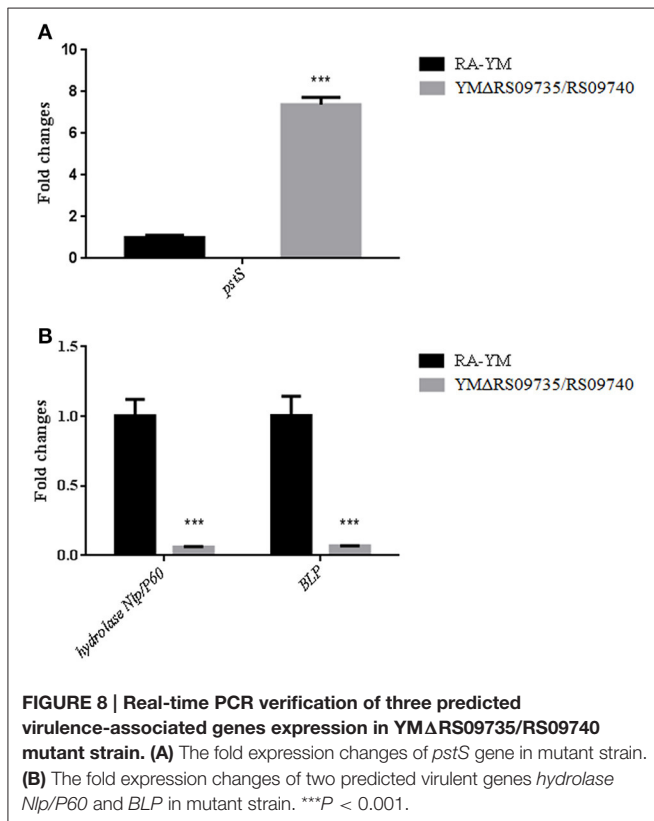 A
10
8
6
4
2
0
Fold changes
***
pstS
RA-YM
YMΔRS09735/RS09740
B
1.5
1.0
0.5
0.0
Fold changes
***
***
hydrolase Nlp/P60
BLP
RA-YM
YMΔRS09735/RS09740
FIGURE 8 | Real-time PCR verification of three predicted
virulence-associated genes expression in YMΔRS09735/RS09740
mutant strain. (A) The fold expression changes of pstS gene in mutant strain.
(B) The fold expression changes of two predicted virulent genes hydrolase
Nlp/P60 and BLP in mutant strain. ***P < 0.001.